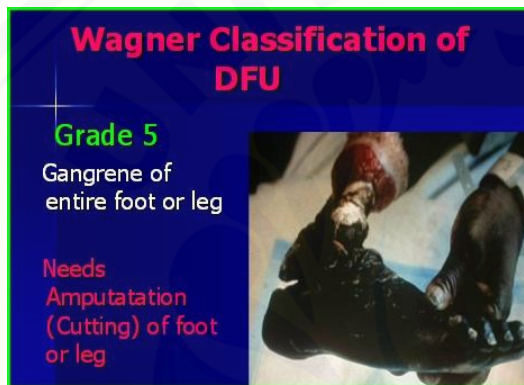 Wagner Classification of
DFU
Grade 5
Gangrene of
entire foot or leg
Needs
Amputatation
(Cutting) of foot
or leg